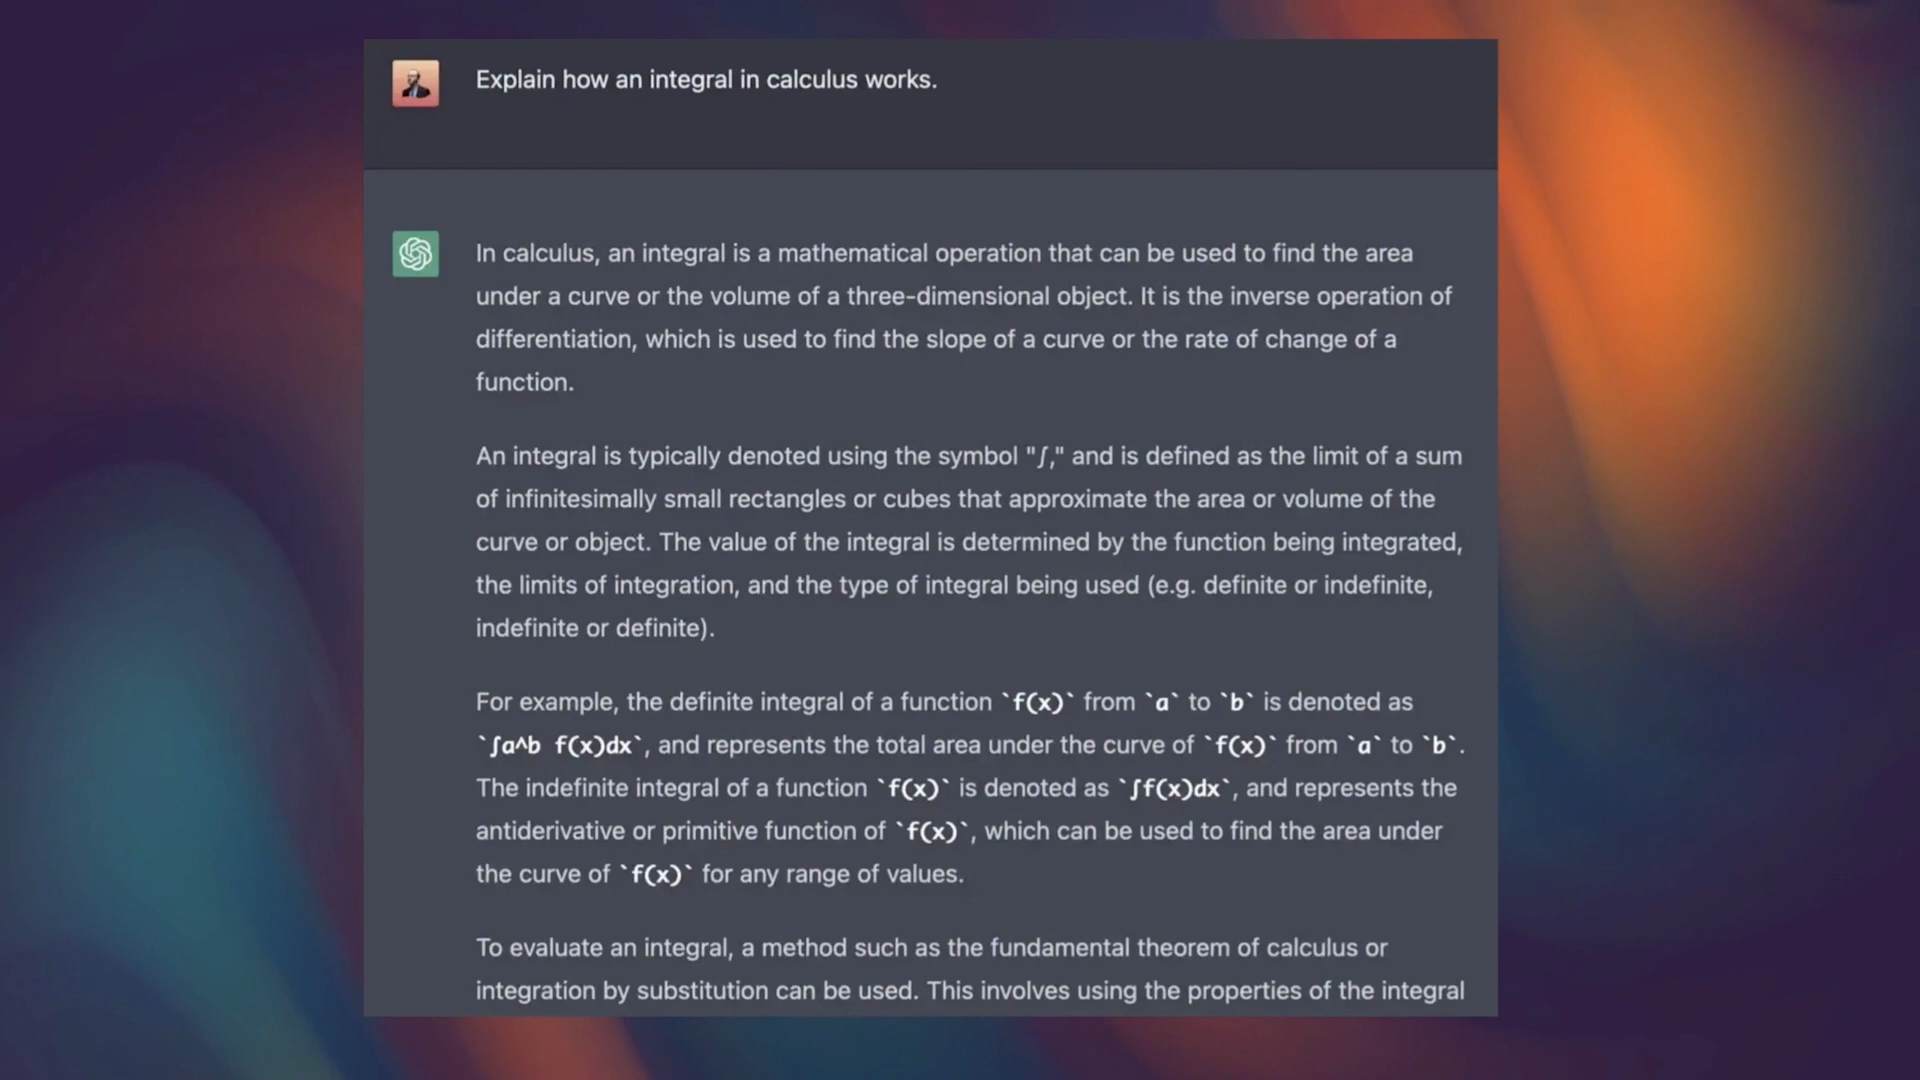 Explain how an integral in calculus works.
In calculus, an integral is a mathematical operation that can be used to find the area
under a curve or the volume of a three-dimensional object. It is the inverse operation of
differentiation, which is used to find the slope of a curve or the rate of change of a
function.
An integral is typically denoted using the symbol "∫," and is defined as the limit of a sum
of infinitesimally small rectangles or cubes that approximate the area or volume of the
curve or object. The value of the integral is determined by the function being integrated,
the limits of integration, and the type of integral being used (e.g. definite or indefinite,
indefinite or definite).
For example, the definite integral of a function `f(x)` from `a` to `b` is denoted as
`∫a^b f(x)dx`, and represents the total area under the curve of `f(x)` from `a` to `b`.
The indefinite integral of a function `f(x)` is denoted as `∫f(x)dx`, and represents the
antiderivative or primitive function of `f(x)`, which can be used to find the area under
the curve of `f(x)` for any range of values.
To evaluate an integral, a method such as the fundamental theorem of calculus or
integration by substitution can be used. This involves using the properties of the integral